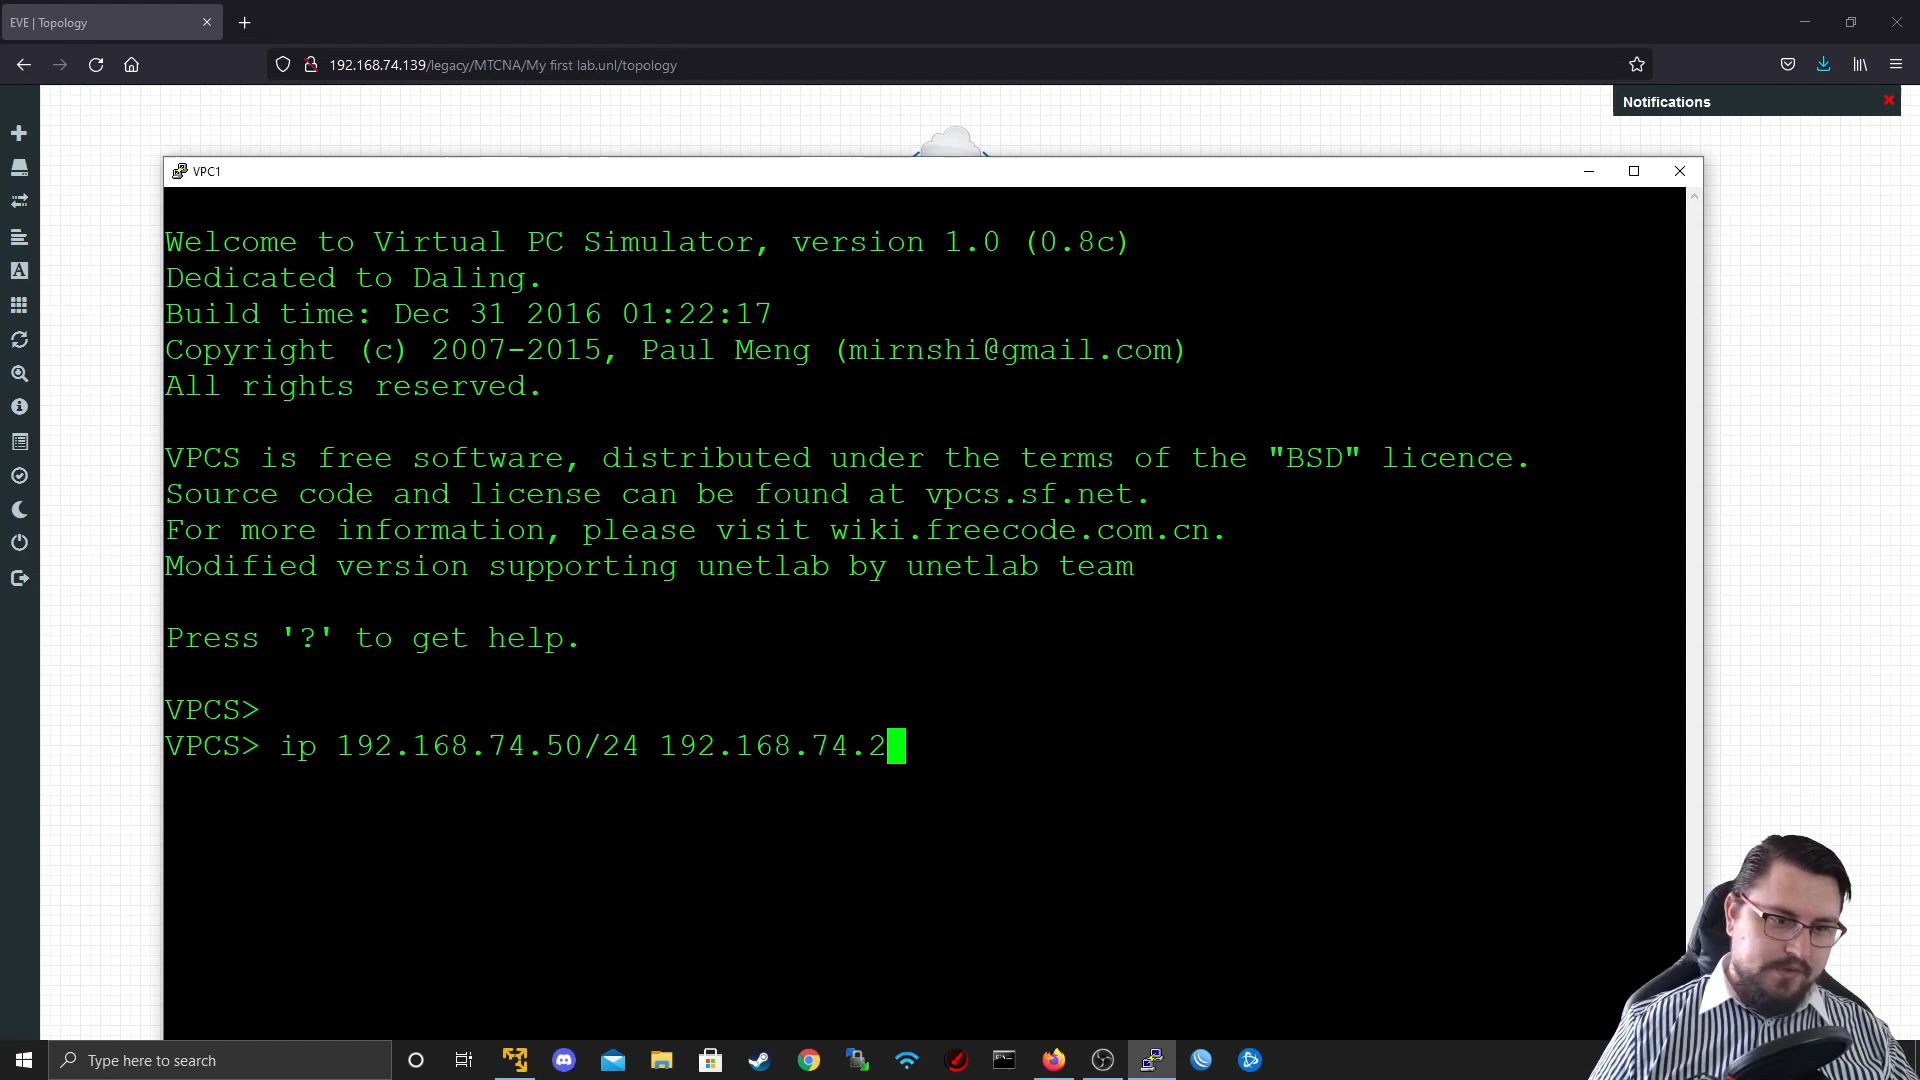 EVE | Topology
192.168.74.139/legacy/MTCNA/My first lab.unl/topology
Notifications
VPC1
Welcome to Virtual PC Simulator, version 1.0 (0.8c)
Dedicated to Daling.
Build time: Dec 31 2016 01:22:17
Copyright (c) 2007-2015, Paul Meng (mirnshi@gmail.com)
All rights reserved.
VPCS is free software, distributed under the terms of the "BSD" licence.
Source code and license can be found at vpcs.sf.net.
For more information, please visit wiki.freecode.com.cn.
Modified version supporting unetlab by unetlab team
Press '?' to get help.
VPCS>
VPCS> ip 192.168.74.50/24 192.168.74.2
Type here to search